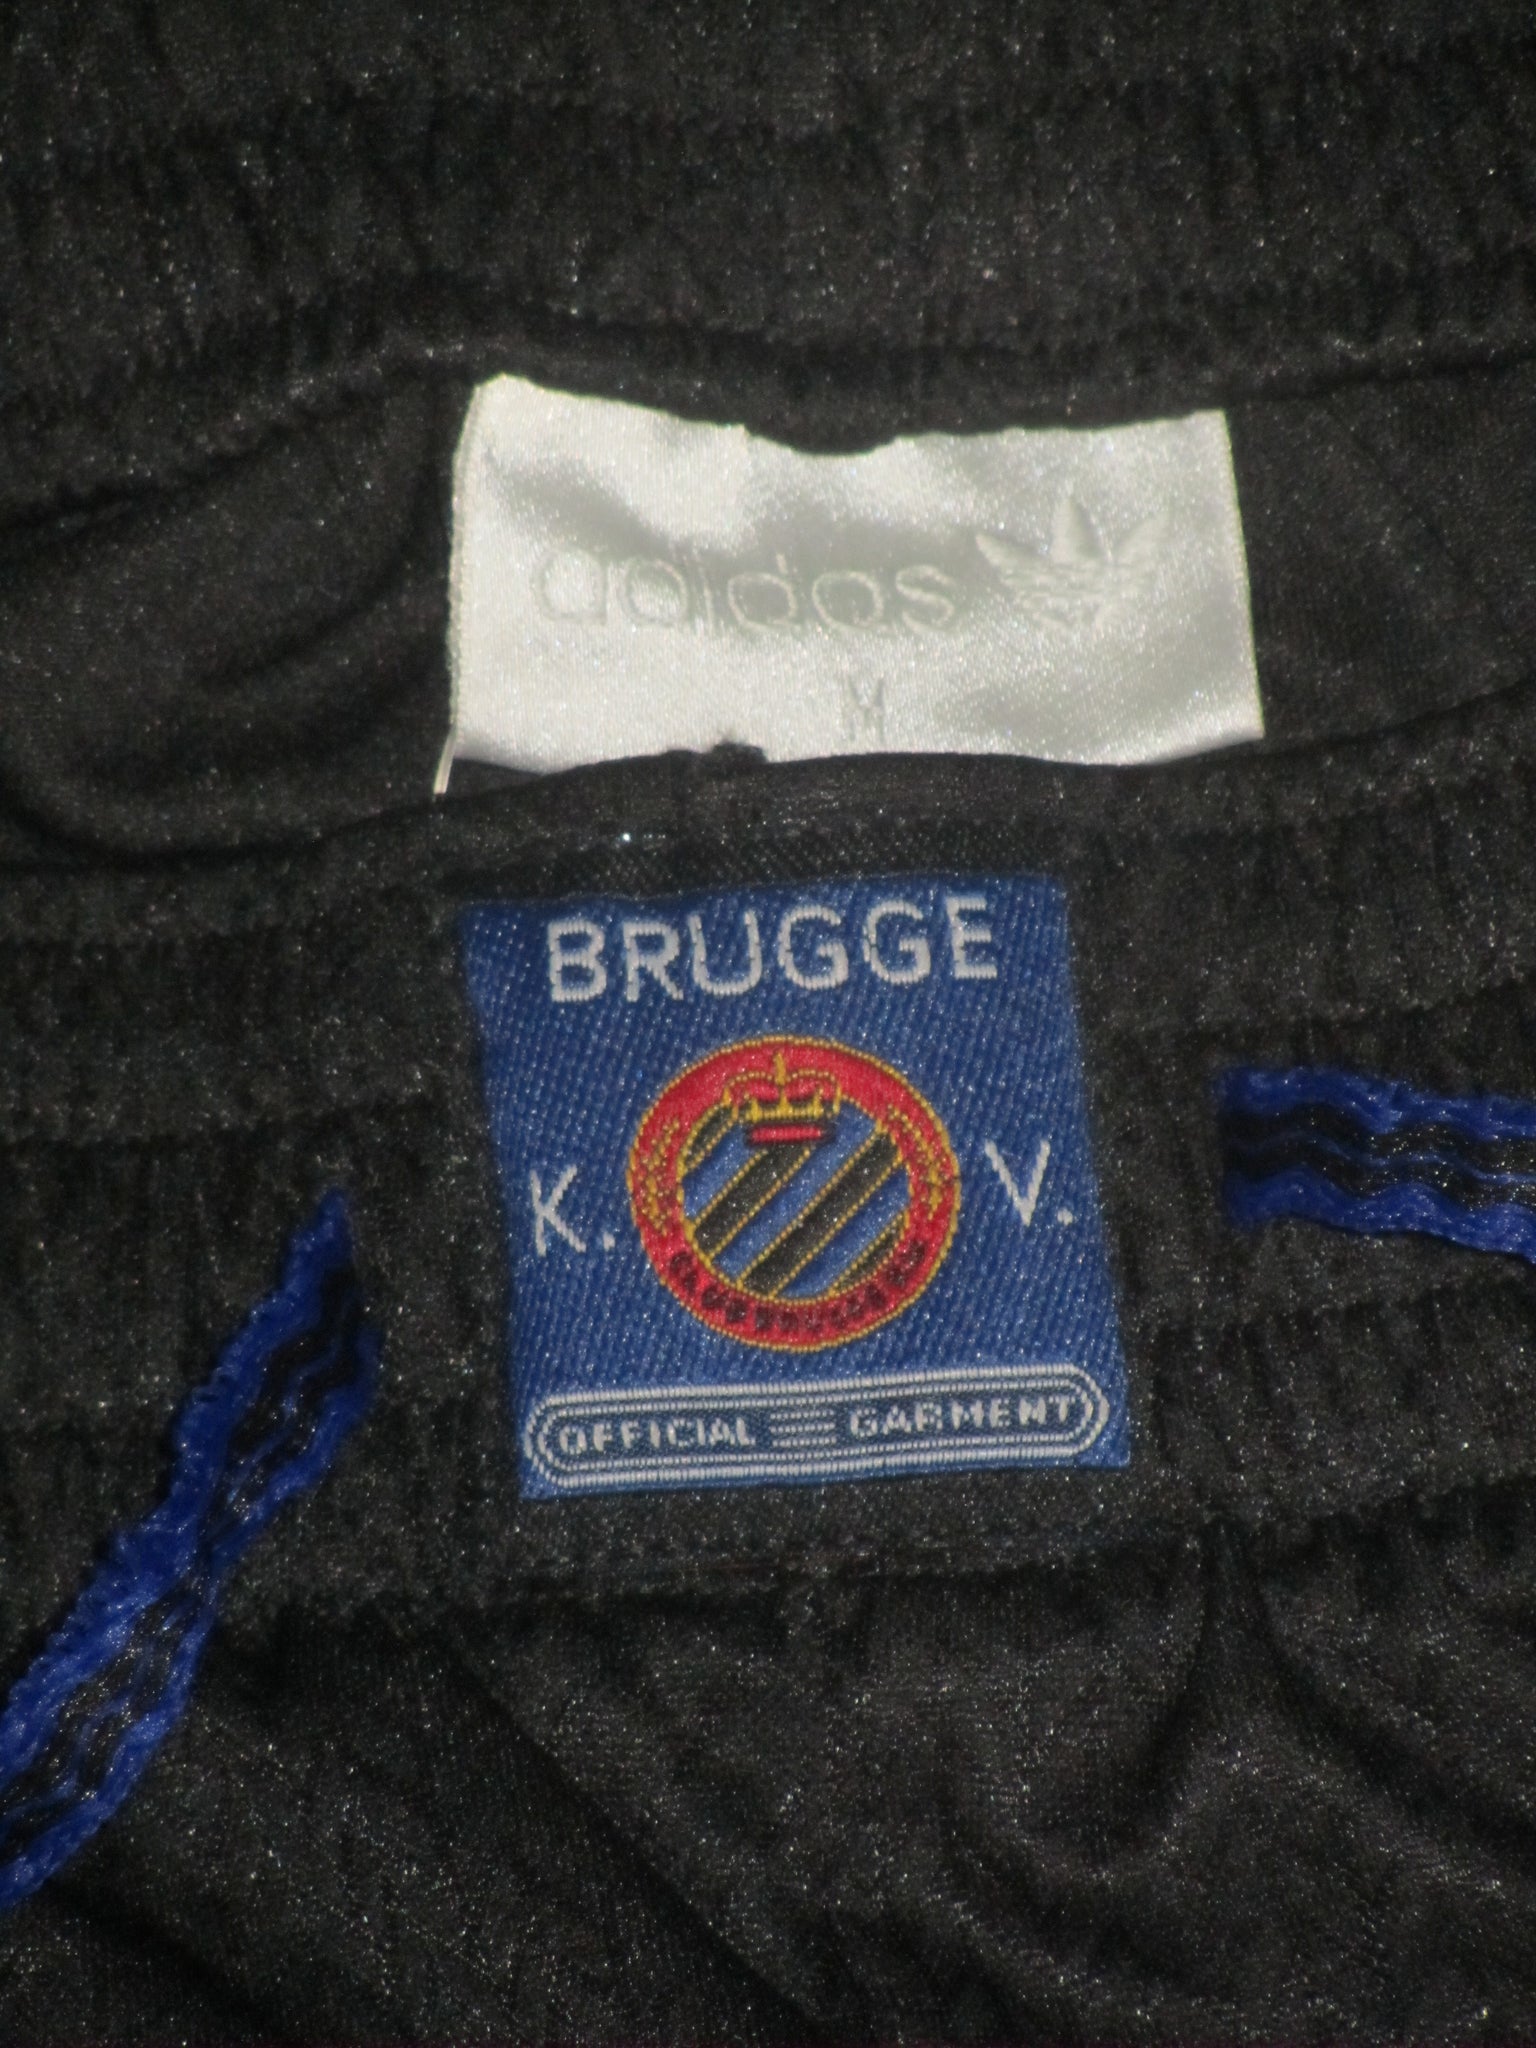 adidas
M
BRUGGE
K. V.
OFFICIAL GARMENT